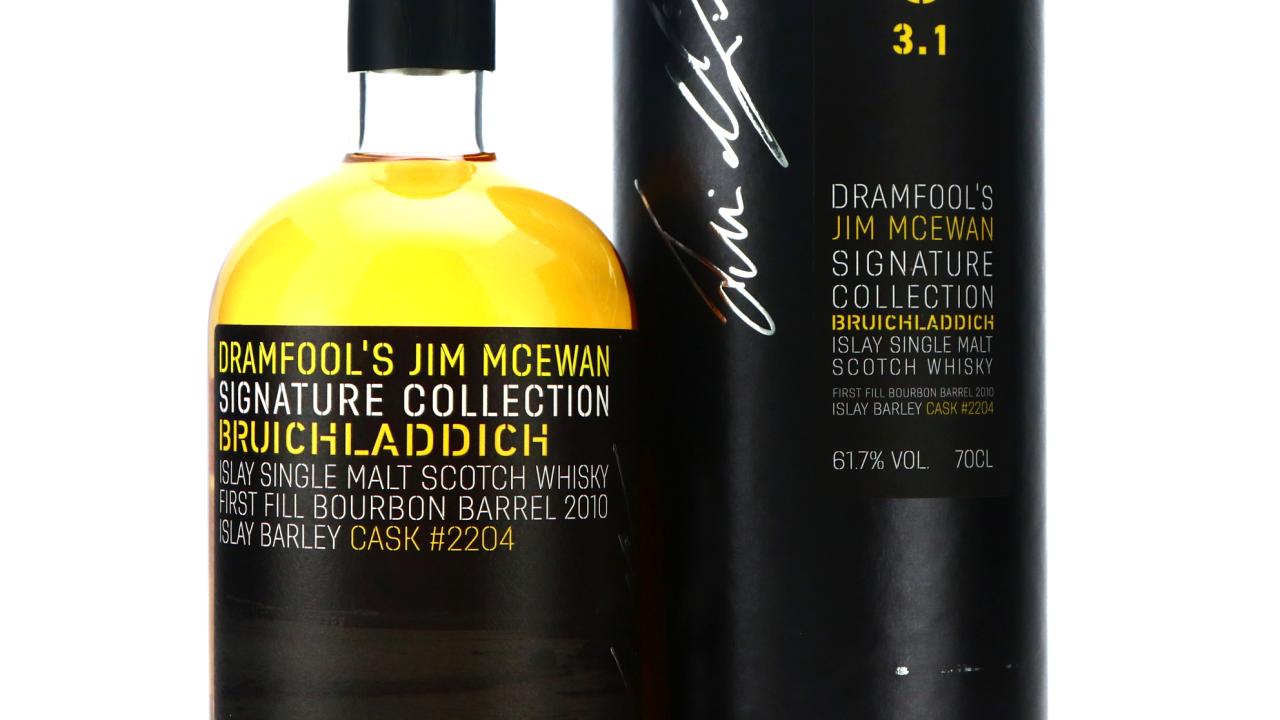 DRAMFOOL'S JIM MCEWAN
SIGNATURE COLLECTION
BRUICHLADDICH
ISLAY SINGLE MALT SCOTCH WHISKY
FIRST FILL BOURBON BARREL 2010
ISLAY BARLEY CASK #2204
3.1
DRAMFOOL'S
JIM MCEWAN
SIGNATURE
COLLECTION
BRUICHLADDICH
ISLAY SINGLE MALT
SCOTCH WHISKY
FIRST FILL BOURBON BARREL 2010
ISLAY BARLEY CASK #2204
61.7% VOL. 70CL